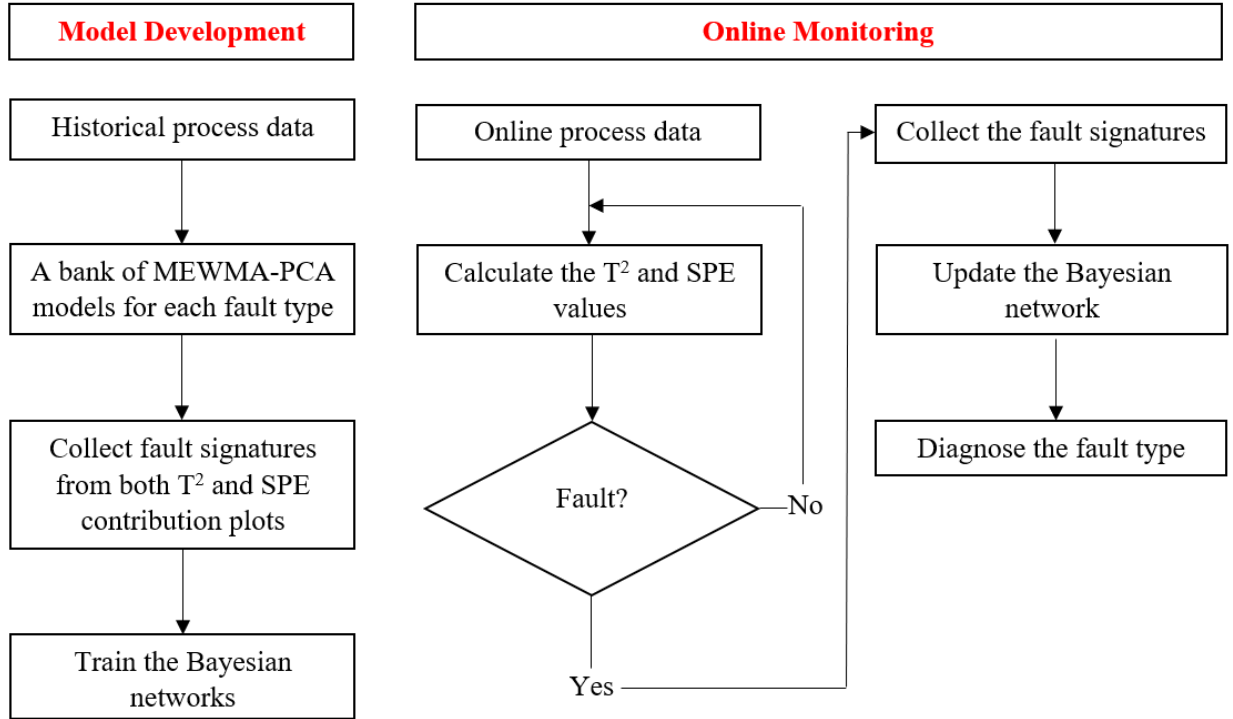 Model Development
Online Monitoring
Historical process data
A bank of MEWMA-PCA
models for each fault type
Collect fault signatures
from both T² and SPE
contribution plots
Train the Bayesian
networks
Online process data
Calculate the T² and SPE
values
Fault?
No
Yes
Collect the fault signatures
Update the Bayesian
network
Diagnose the fault type